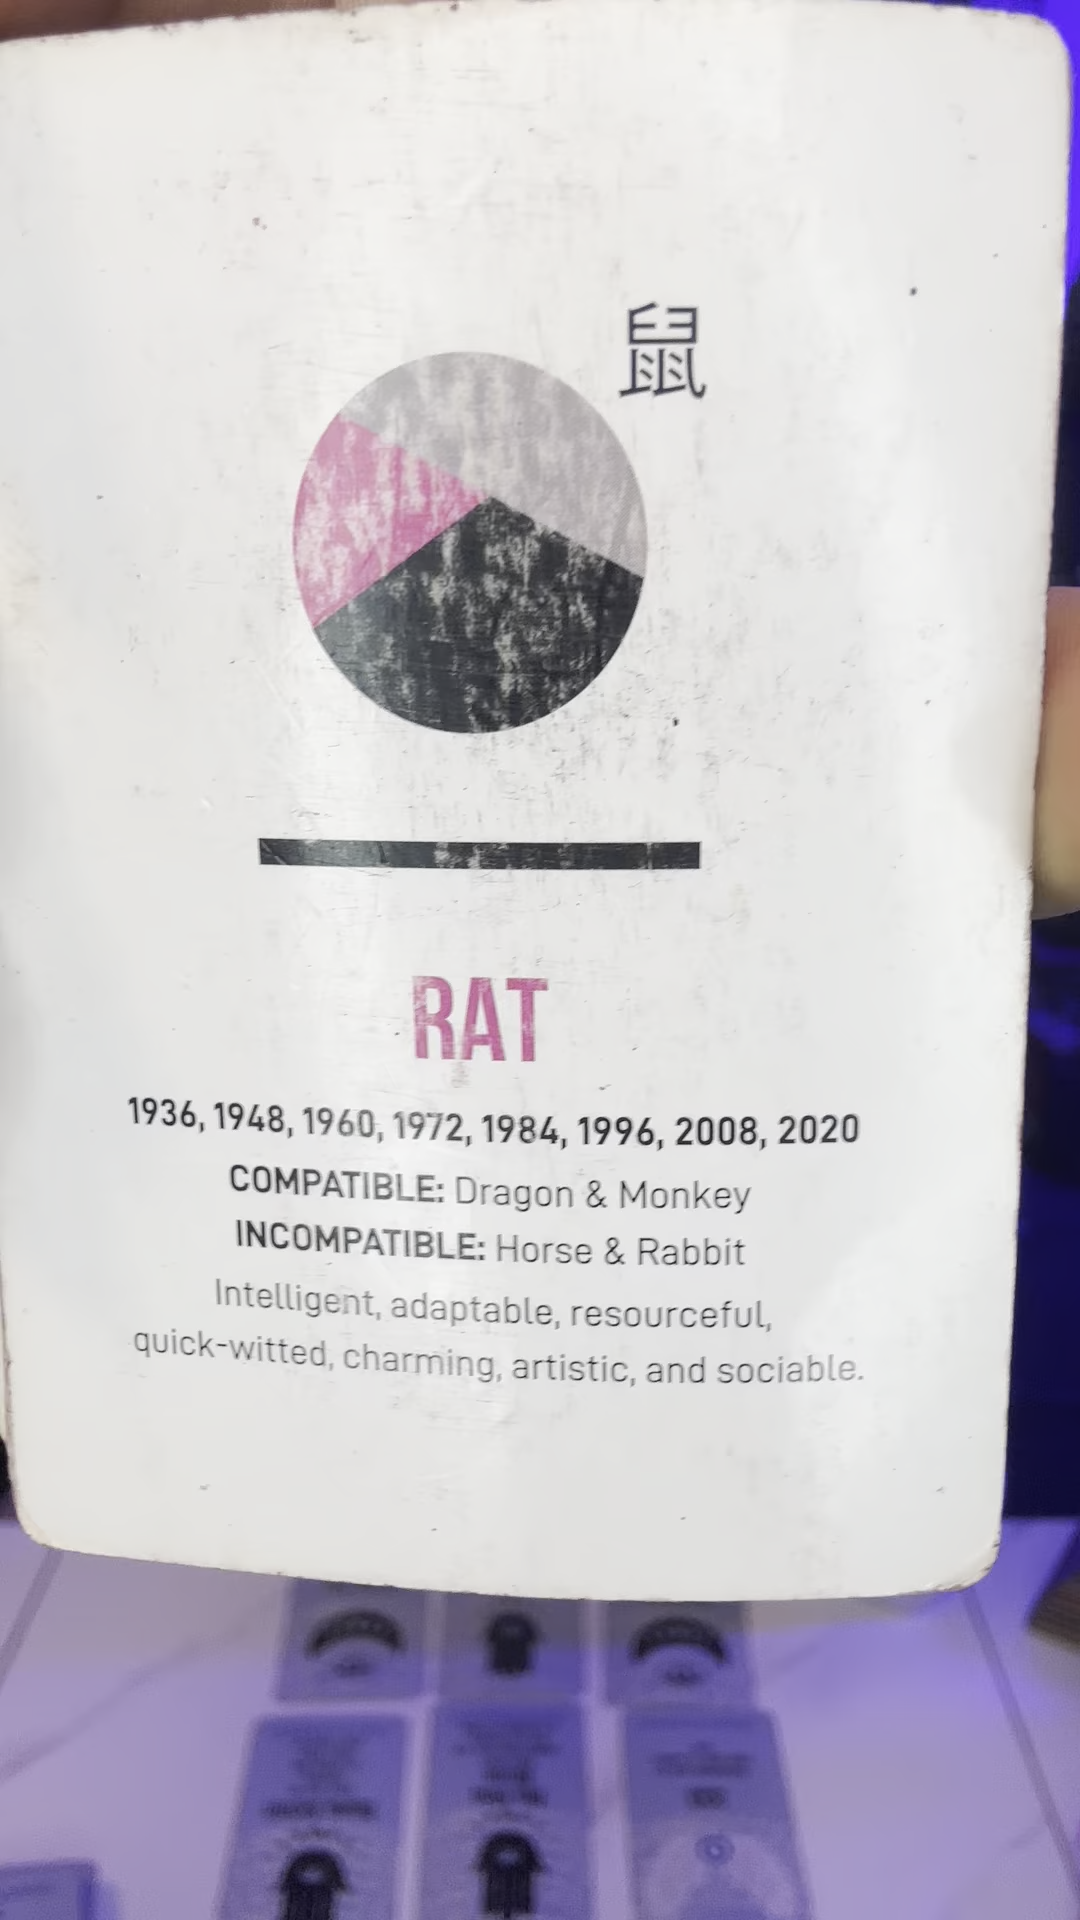 鼠
RAT
1936, 1948, 1960, 1972, 1984, 1996, 2008, 2020
COMPATIBLE: Dragon & Monkey
INCOMPATIBLE: Horse & Rabbit
Intelligent, adaptable, resourceful,
quick-witted, charming, artistic, and sociable.